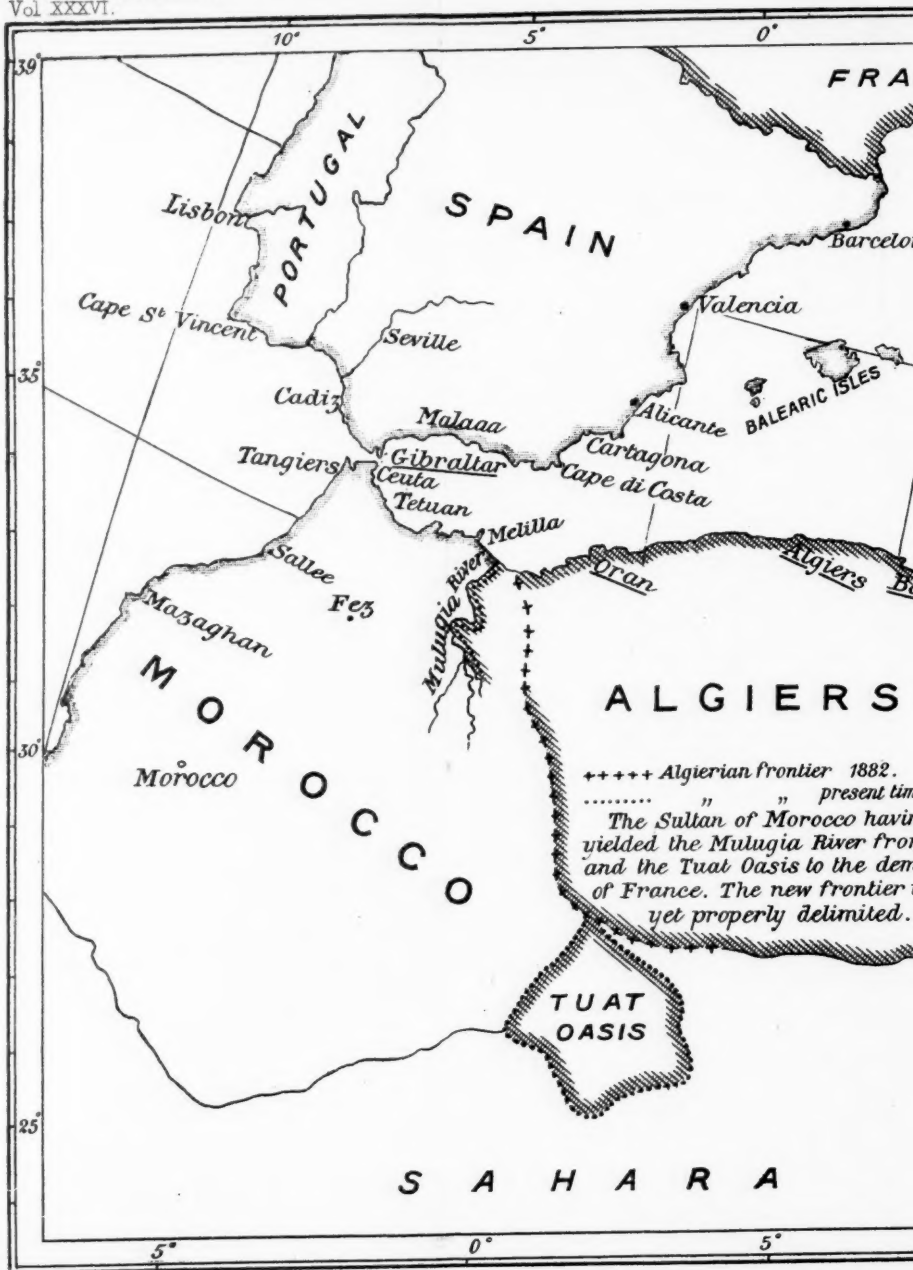 Vol XXXVI.
10° 5° 0°
39
FRA
PORTUGAL
SPAIN
Lisbon
Barcelon
Cape St Vincent
Valencia
Seville
35°
BALEARIC ISLES
Cadiz
Alicante
Malaaa
Cartagona
Tangiers
Gibraltar
Ceuta
Cape di Costa
Tetuan
Melilla
Sallee
Oran
Algiers
Fez
Mulugia River
Mazaghan
MOROCCO
ALGIERS
30°
Morocco
+++++ Algierian frontier 1882.
......... " " present tim
The Sultan of Morocco havin
yielded the Mulugia River fron
and the Tuat Oasis to the dem
of France. The new frontier i
yet properly delimited.
TUAT
OASIS
25°
SAHARA
5° 0° 5°